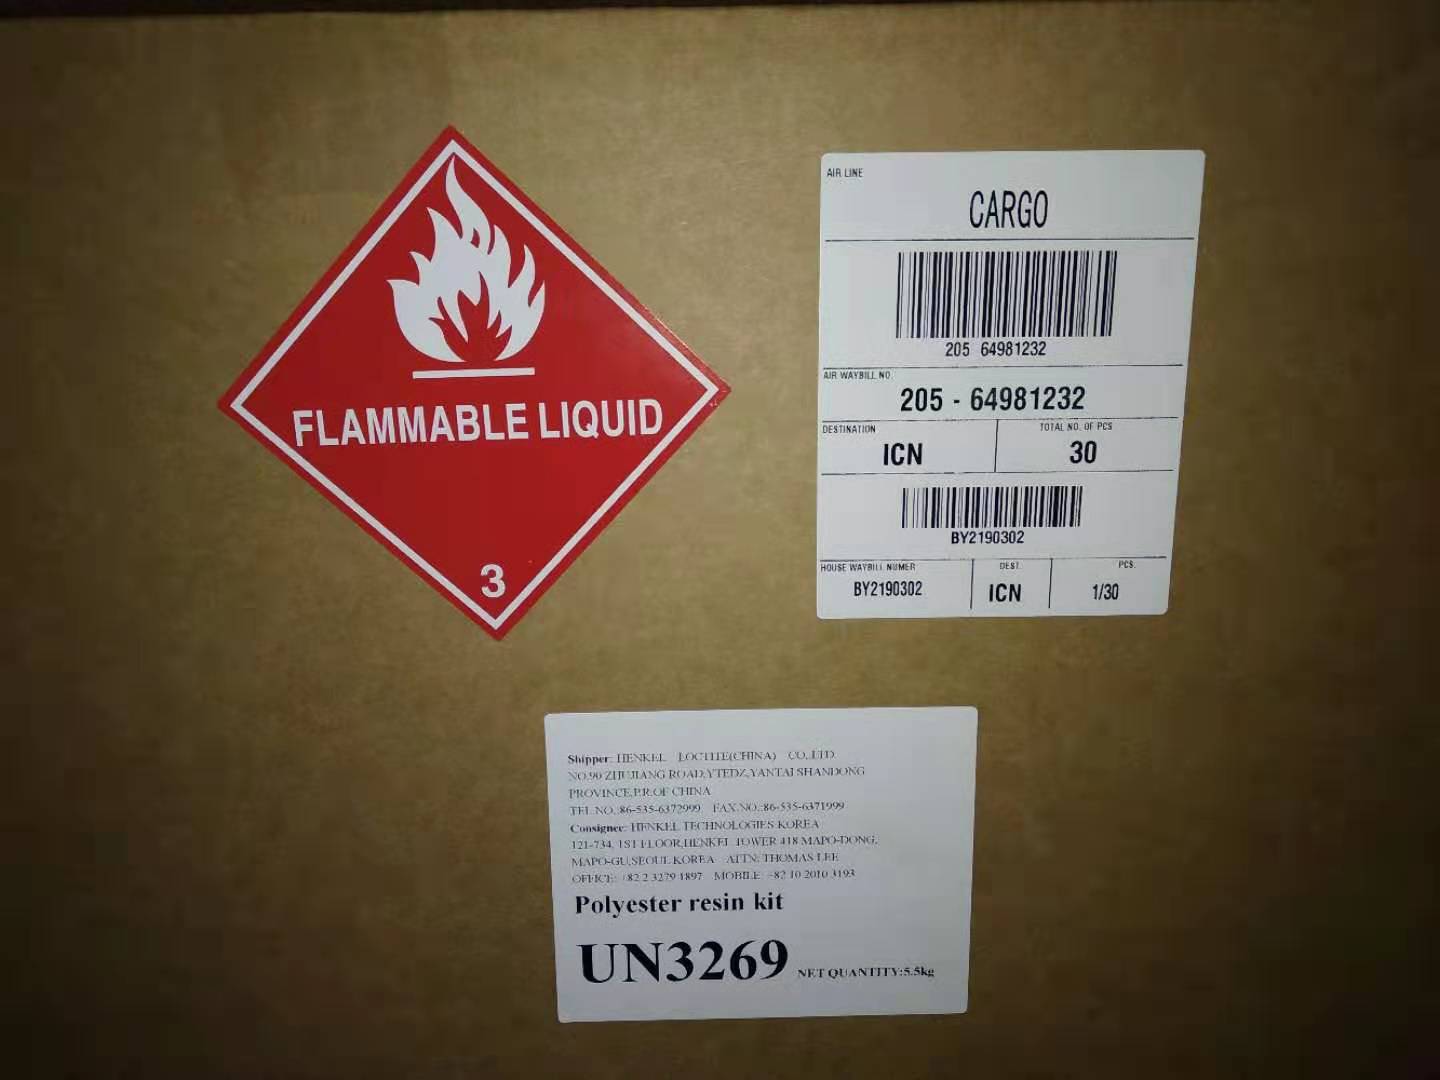 FLAMMABLE LIQUID
3
AIR LINE
CARGO
205 64981232
AIR WAYBILL NO.
205 - 64981232
DESTINATION
TOTAL NO. OF PCS
ICN
30
BY2190302
HOUSE WAYBILL NUMER
DEST.
PCS.
BY2190302
ICN
1/30
Shipper: HENKEL LOCTITE(CHINA) CO.,LTD
NO.90 ZHUJIANG ROAD,YTEDZ,YANTAI SHANDONG
PROVINCE,P.R.OF CHINA
TEL NO.:86-535-6372999 FAX.NO.:86-535-6371999
Consignee: HENKEL TECHNOLOGIES KOREA
121-734, 1ST FLOOR,HENKEL TOWER 418 MAPO-DONG,
MAPO-GU,SEOUL KOREA ATTN: THOMAS LEE
OFFICE: +82 2 3279 1897 MOBILE: +82 10 2010 3193
Polyester resin kit
UN3269 NET QUANTITY:5.5kg